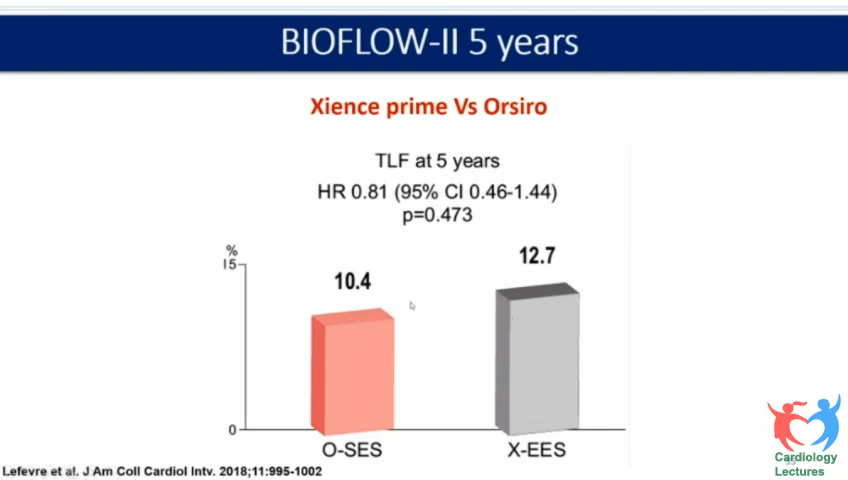 BIOFLOW-II 5 years
Xience prime Vs Orsiro
TLF at 5 years
HR 0.81 (95% CI 0.46-1.44)
p=0.473
%
15
10.4
12.7
0
O-SES
X-EES
Lefevre et al. J Am Coll Cardiol Intv. 2018;11:995-1002
Cardiology
Lectures